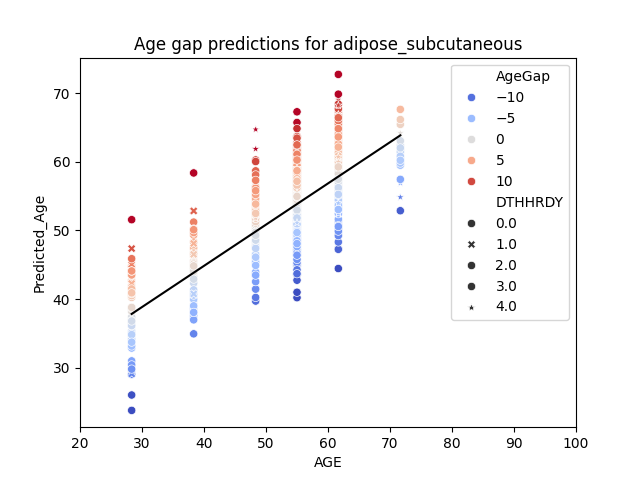 Age gap predictions for adipose_subcutaneous
Predicted_Age
70
60
50
40
30
20 30 40 50 60 70 80 90 100
AGE
AgeGap
−10
−5
0
5
10
DTHHRDY
0.0
1.0
2.0
3.0
4.0